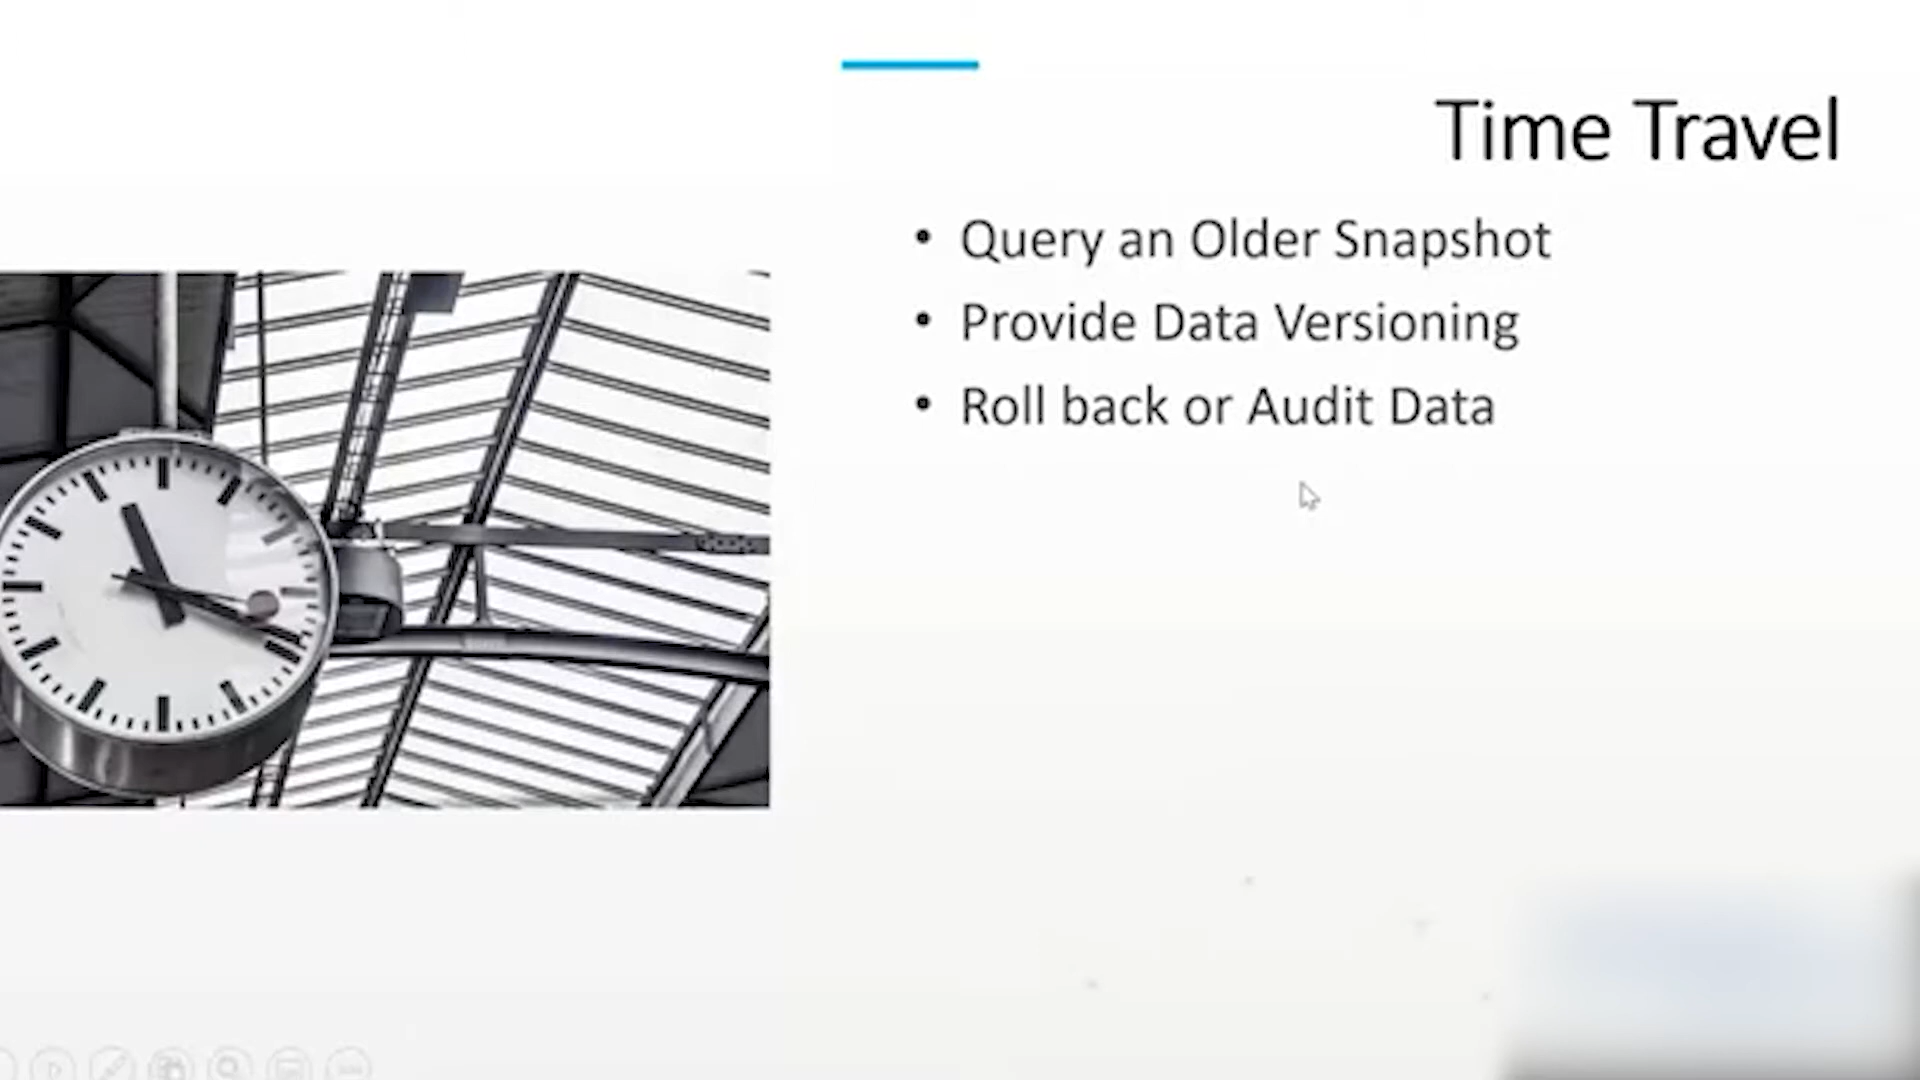 Time Travel
• Query an Older Snapshot
• Provide Data Versioning
• Roll back or Audit Data